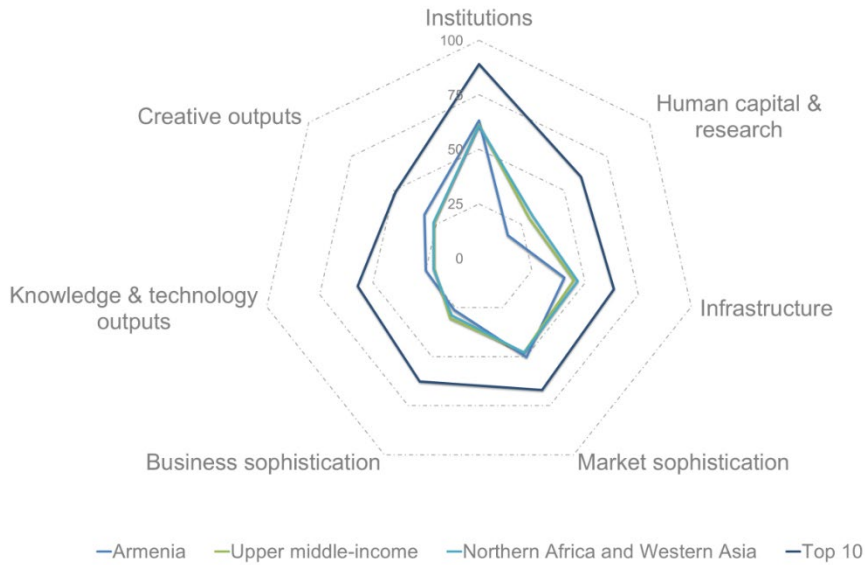 Institutions
100
75
50
25
0
Human capital &
research
Infrastructure
Market sophistication
Business sophistication
Knowledge & technology
outputs
Creative outputs
Armenia
Upper middle-income
Northern Africa and Western Asia
Top 10